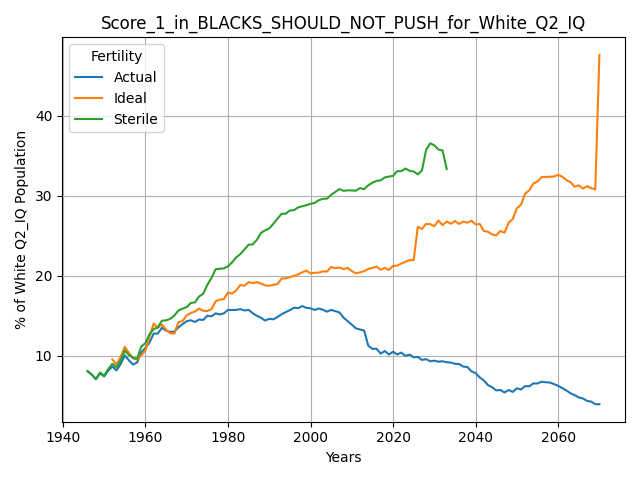 Score_1_in_BLACKS_SHOULD_NOT_PUSH_for_White_Q2_IQ
Fertility
Actual
Ideal
Sterile
% of White Q2_IQ Population
40
30
20
10
1940
1960
1980
2000
2020
2040
2060
Years